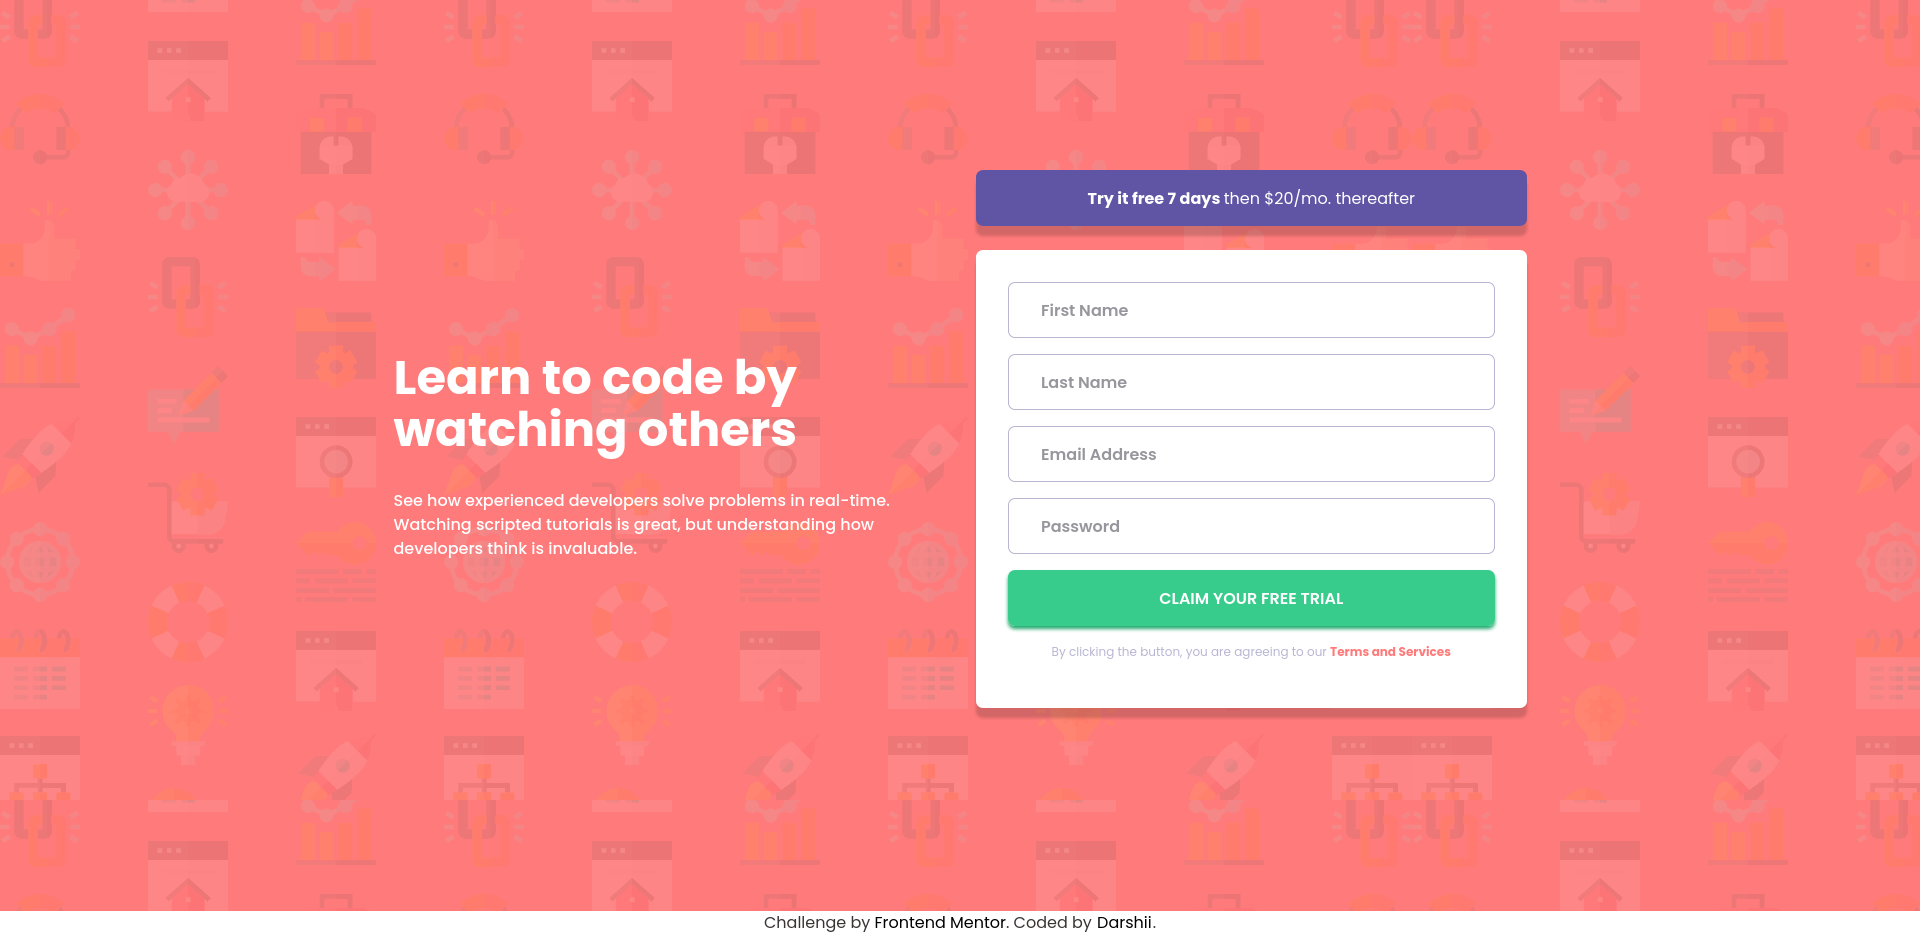 Learn to code by
watching others
See how experienced developers solve problems in real-time.
Watching scripted tutorials is great, but understanding how
developers think is invaluable.
Try it free 7 days then $20/mo. thereafter
First Name
Last Name
Email Address
Password
CLAIM YOUR FREE TRIAL
By clicking the button, you are agreeing to our Terms and Services
Challenge by Frontend Mentor. Coded by Darshii.